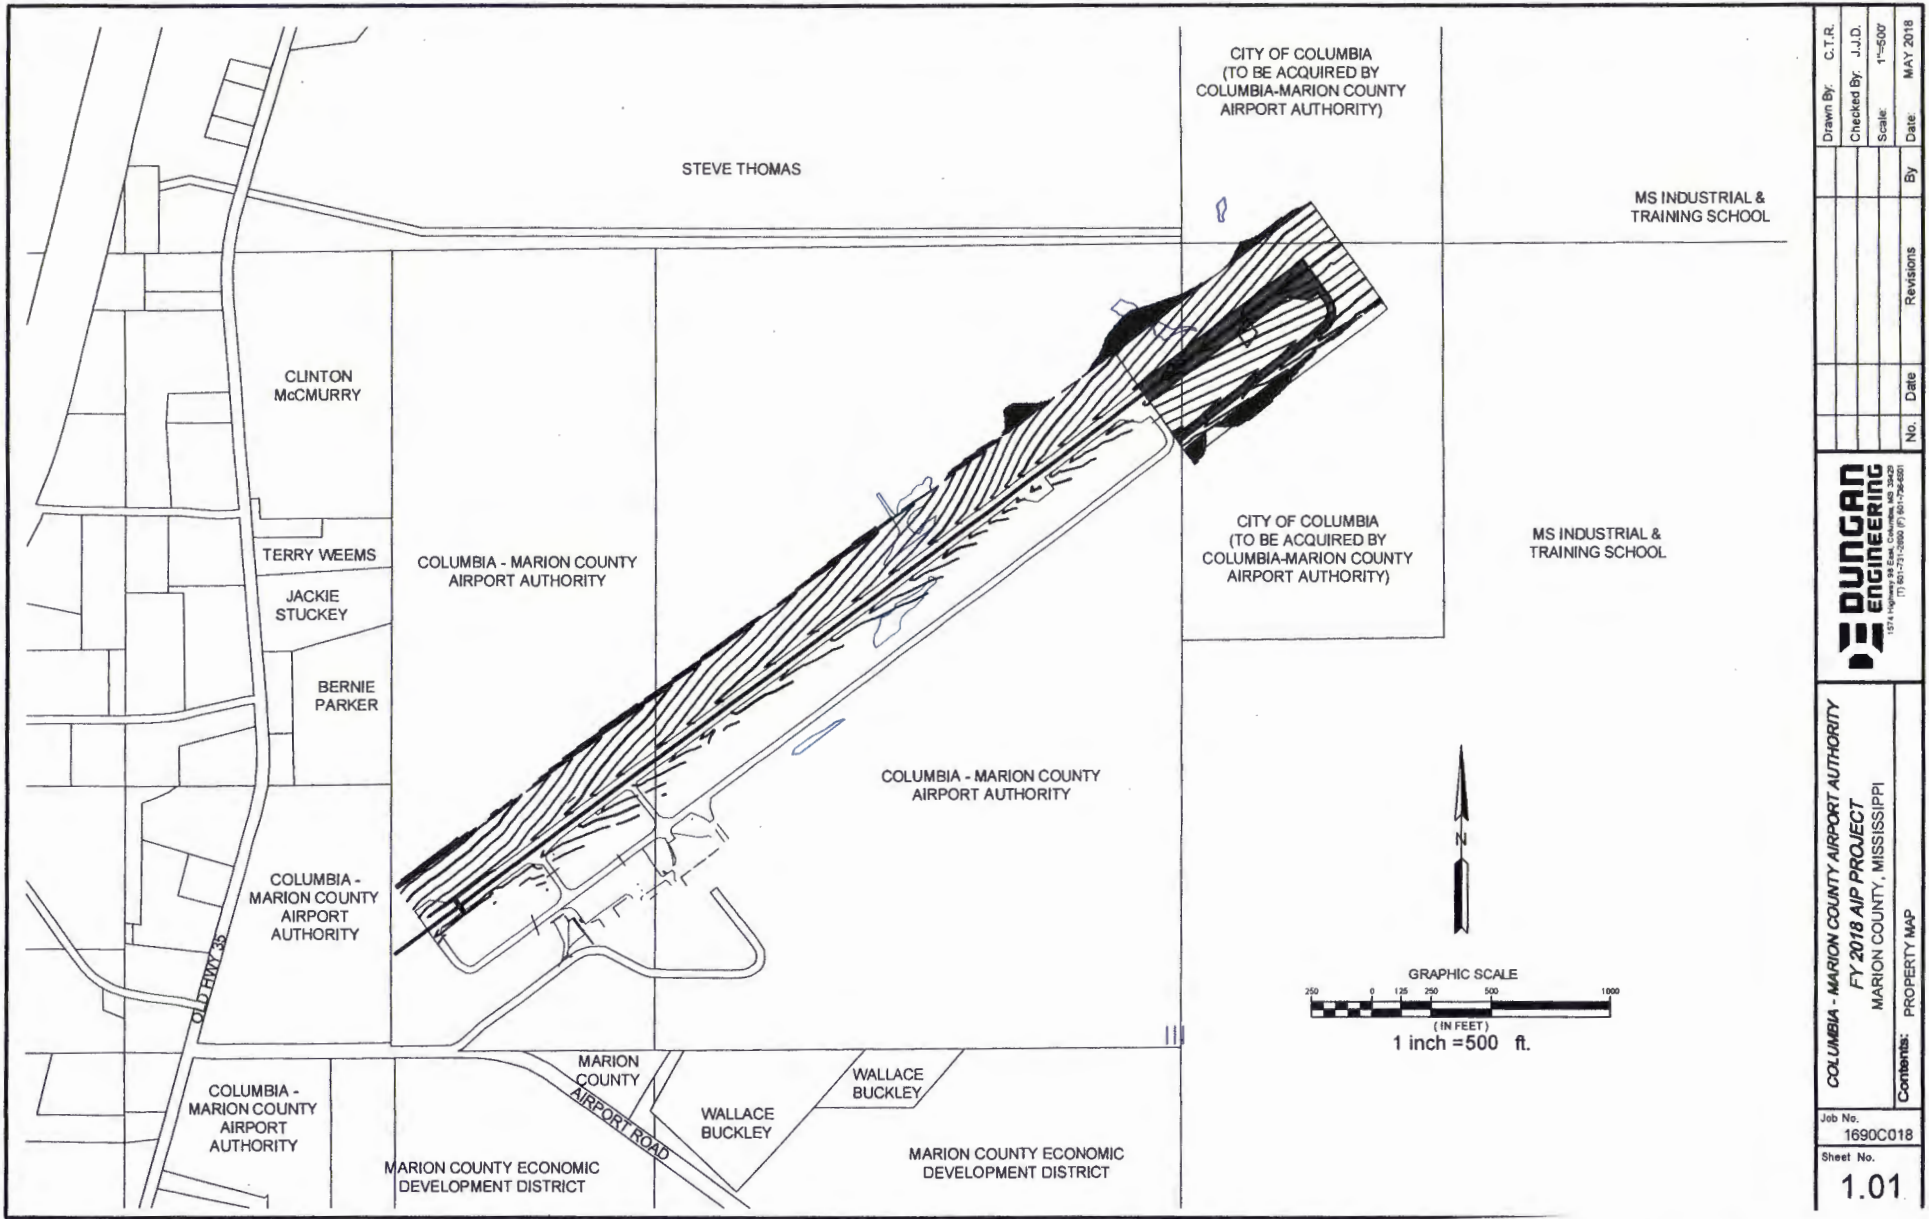 CITY OF COLUMBIA
(TO BE ACQUIRED BY
COLUMBIA-MARION COUNTY
AIRPORT AUTHORITY)
STEVE THOMAS
MS INDUSTRIAL &
TRAINING SCHOOL
CLINTON
McCMURRY
TERRY WEEMS
JACKIE
STUCKEY
BERNIE
PARKER
COLUMBIA - MARION COUNTY
AIRPORT AUTHORITY
CITY OF COLUMBIA
(TO BE ACQUIRED BY
COLUMBIA-MARION COUNTY
AIRPORT AUTHORITY)
MS INDUSTRIAL &
TRAINING SCHOOL
COLUMBIA - MARION COUNTY
AIRPORT AUTHORITY
COLUMBIA -
MARION COUNTY
AIRPORT
AUTHORITY
OLD HWY 35
N
GRAPHIC SCALE
250 0 125 250 500 1000
( IN FEET )
1 inch =500 ft.
COLUMBIA -
MARION COUNTY
AIRPORT
AUTHORITY
MARION
COUNTY
AIRPORT ROAD
WALLACE
BUCKLEY
WALLACE
BUCKLEY
MARION COUNTY ECONOMIC
DEVELOPMENT DISTRICT
MARION COUNTY ECONOMIC
DEVELOPMENT DISTRICT
Drawn By: C.T.R.
Checked By: J.J.D.
Scale: 1"=500'
Date: MAY 2018
No. Date Revisions By
DUNGAN
ENGINEERING
1574 Highway 98 East, Columbia, MS 39429
COLUMBIA - MARION COUNTY AIRPORT AUTHORITY
FY 2018 AIP PROJECT
MARION COUNTY, MISSISSIPPI
Contents: PROPERTY MAP
Job No.
1690C018
Sheet No.
1.01